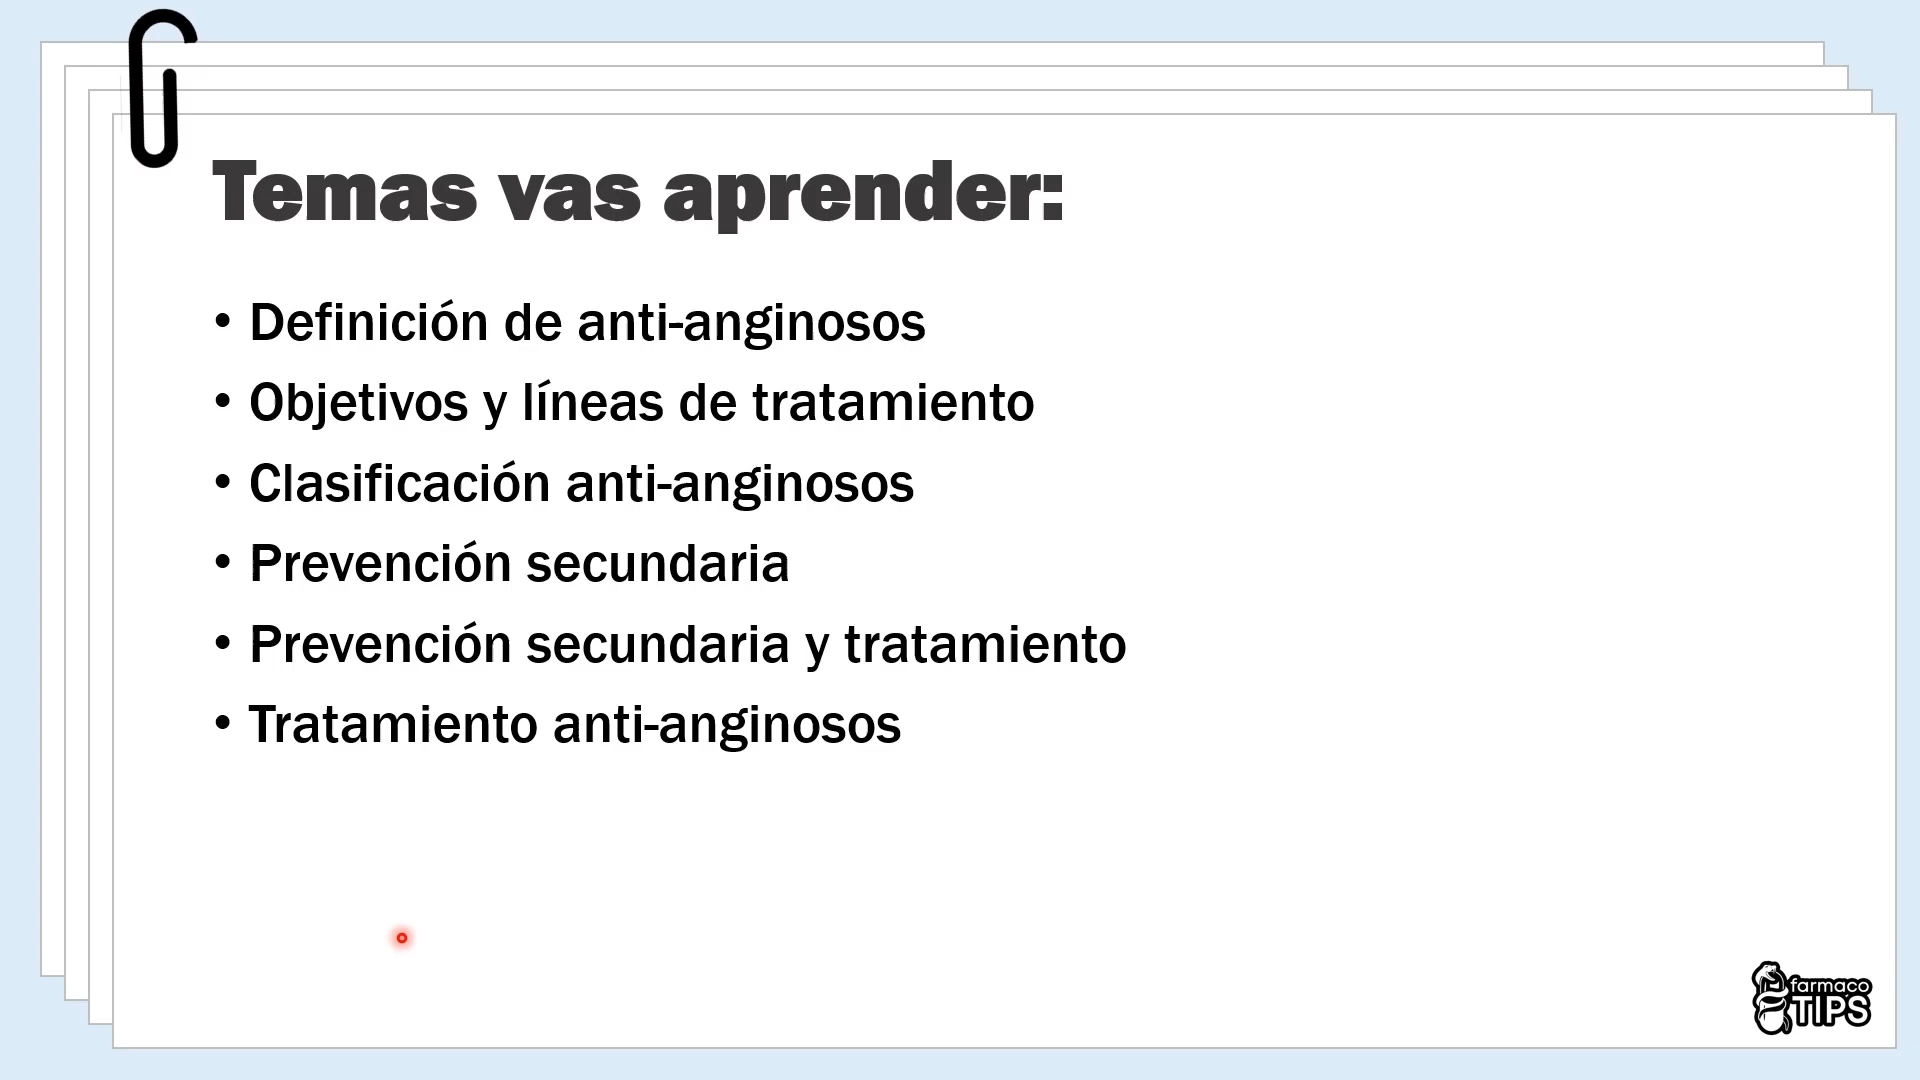 Temas vas aprender:
• Definición de anti-anginosos
• Objetivos y líneas de tratamiento
• Clasificación anti-anginosos
• Prevención secundaria
• Prevención secundaria y tratamiento
• Tratamiento anti-anginosos
farmaco
TIPS